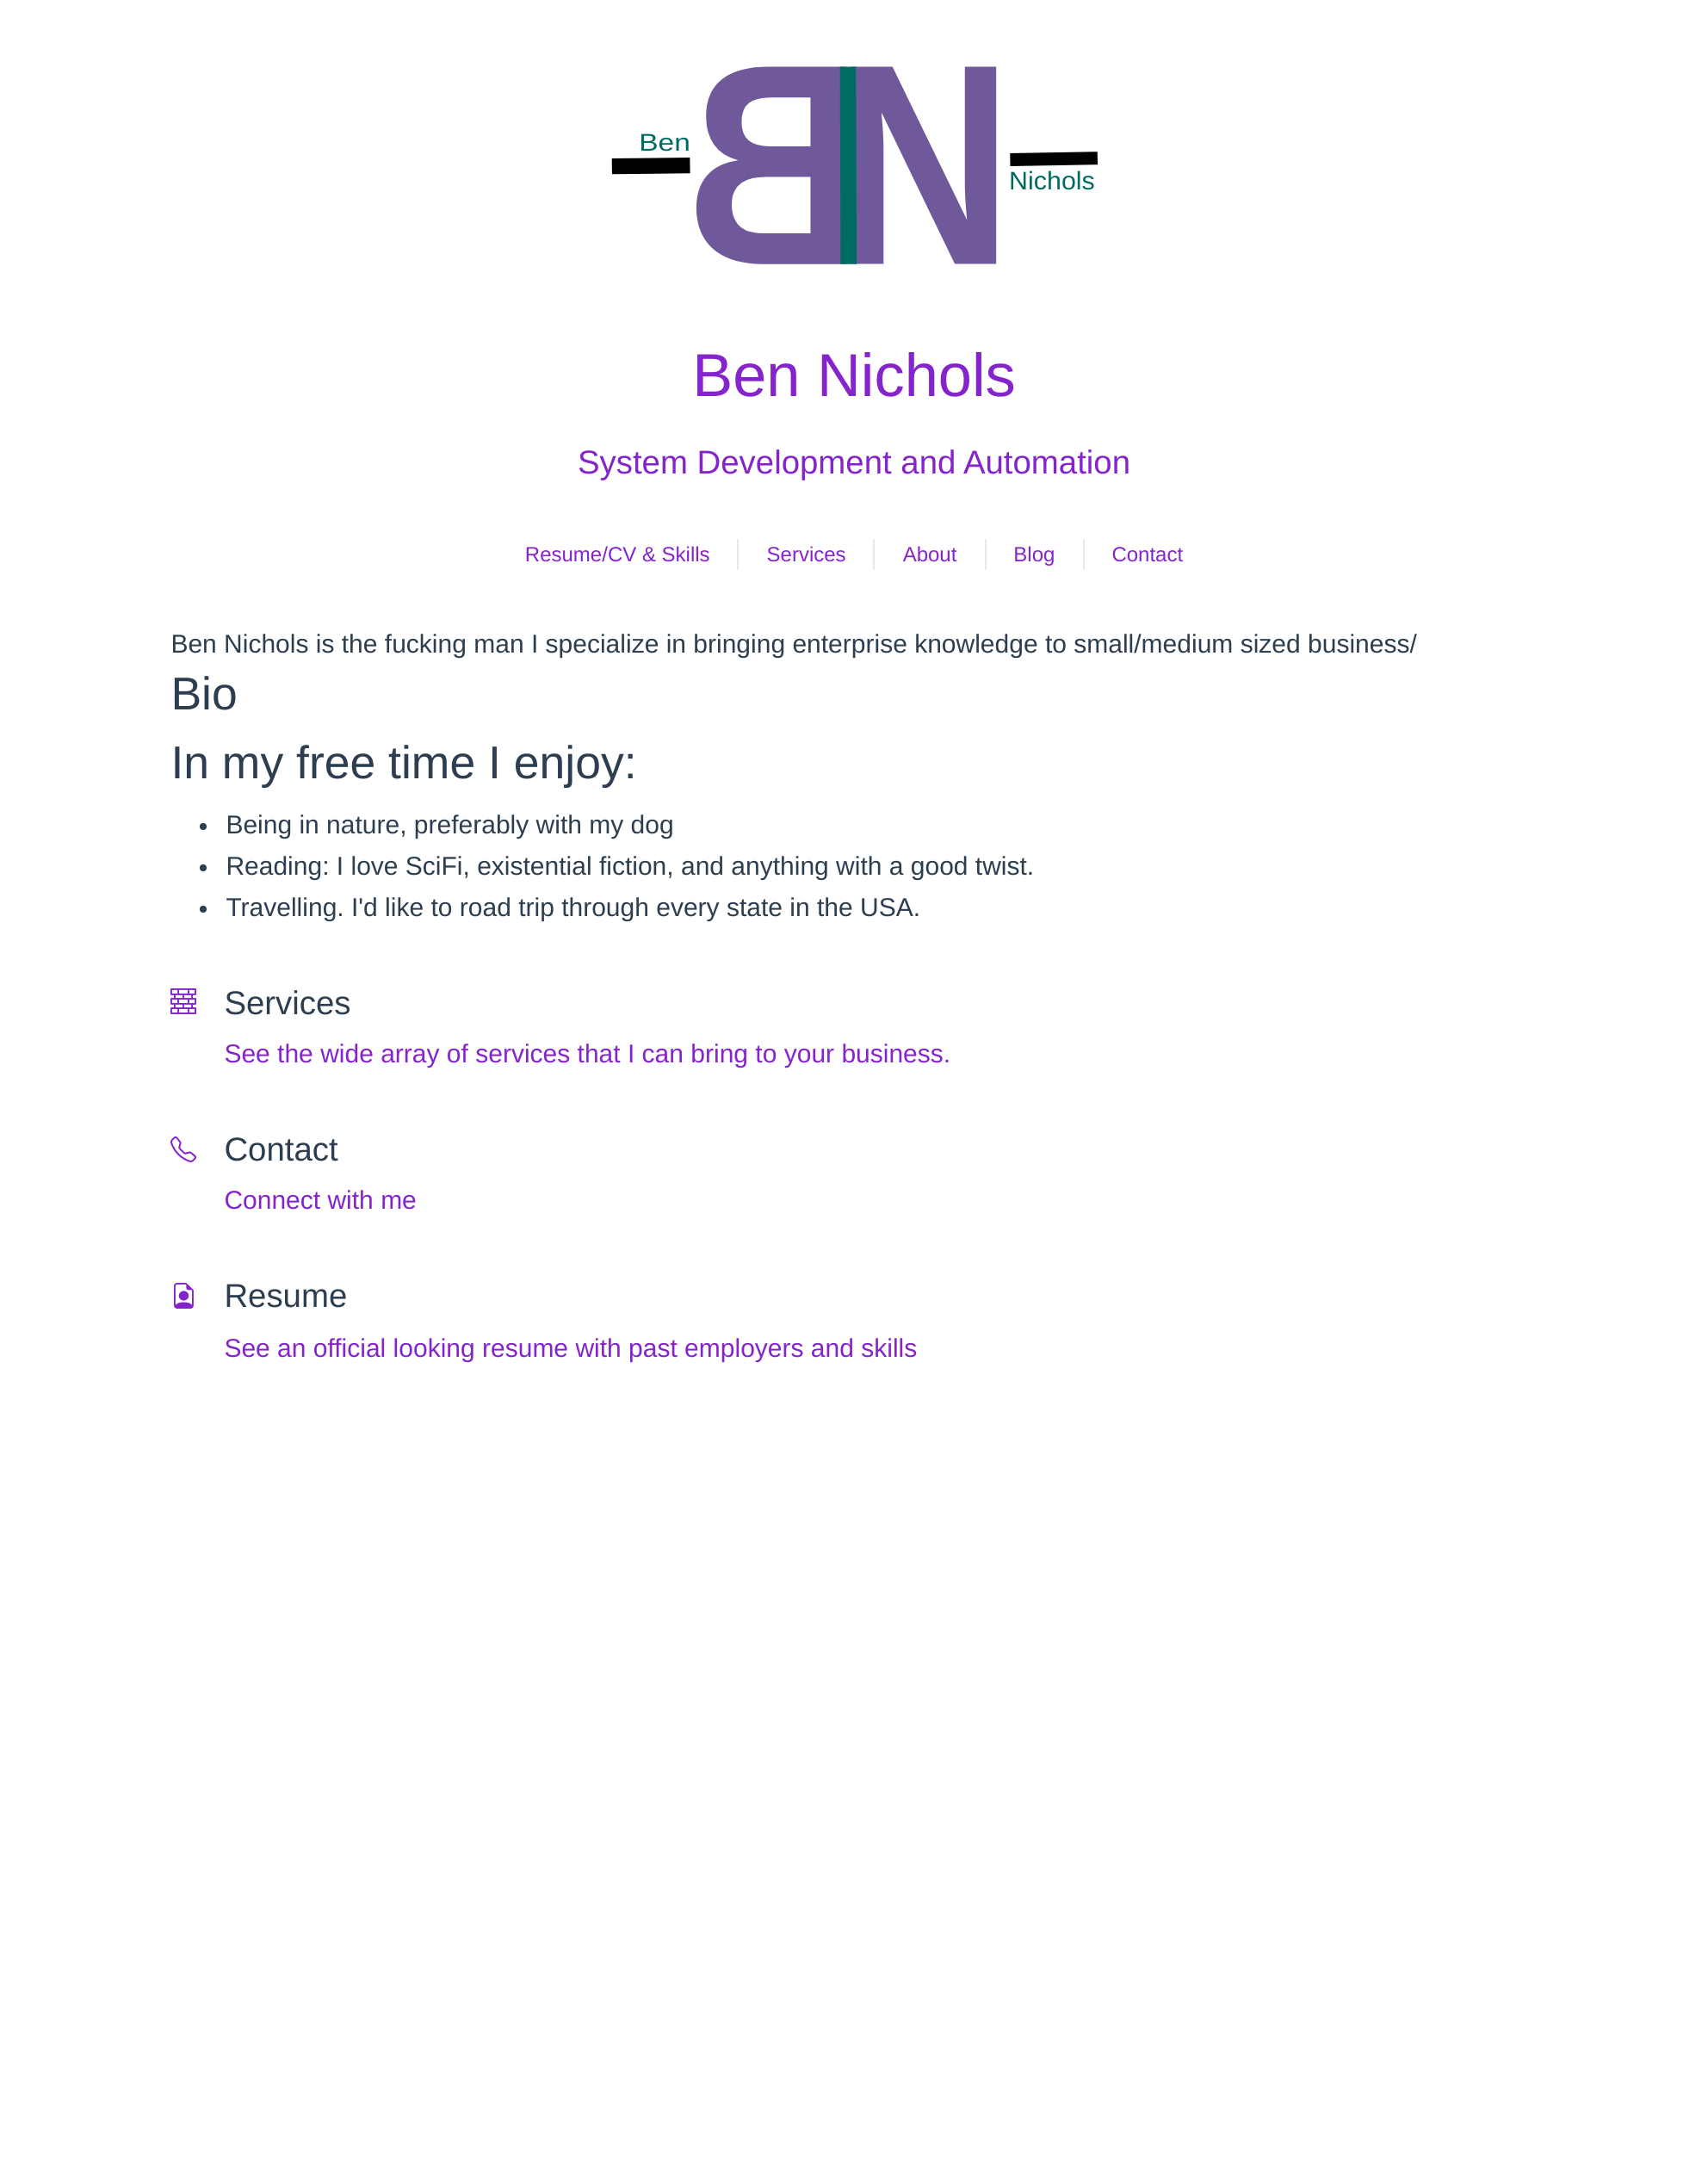 Ben
BN
Nichols
Ben Nichols
System Development and Automation
Resume/CV & Skills Services About Blog Contact
Ben Nichols is the fucking man I specialize in bringing enterprise knowledge to small/medium sized business/
Bio
In my free time I enjoy:
Being in nature, preferably with my dog
Reading: I love SciFi, existential fiction, and anything with a good twist.
Travelling. I'd like to road trip through every state in the USA.
Services
See the wide array of services that I can bring to your business.
Contact
Connect with me
Resume
See an official looking resume with past employers and skills